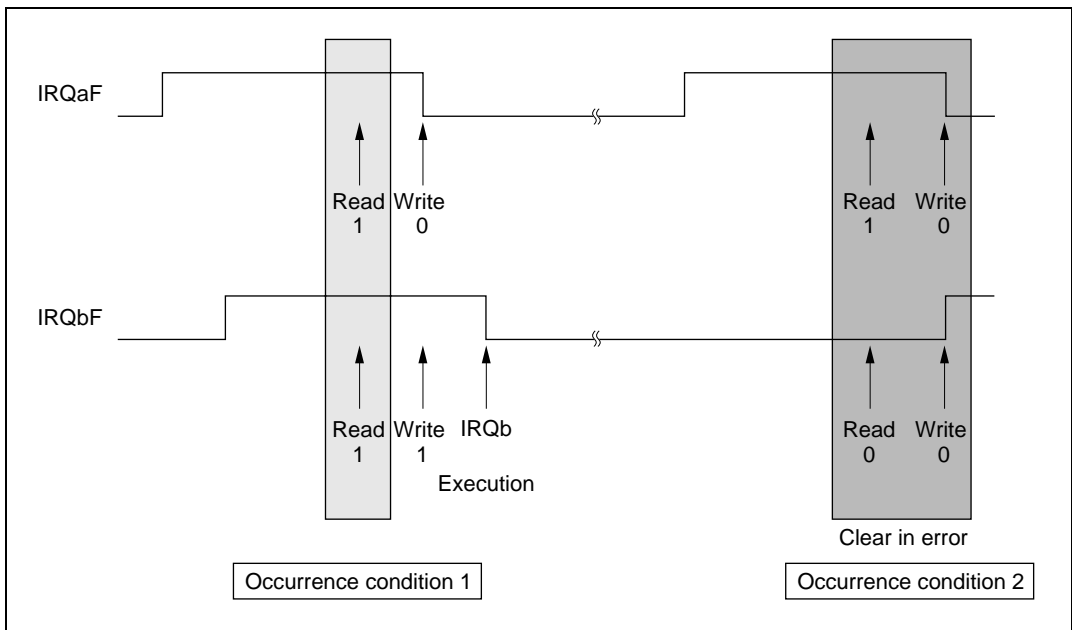 IRQaF
Read Write
1 0
Read Write
1 0
IRQbF
Read Write IRQb
1 1
Execution
Read Write
0 0
Clear in error
Occurrence condition 1
Occurrence condition 2